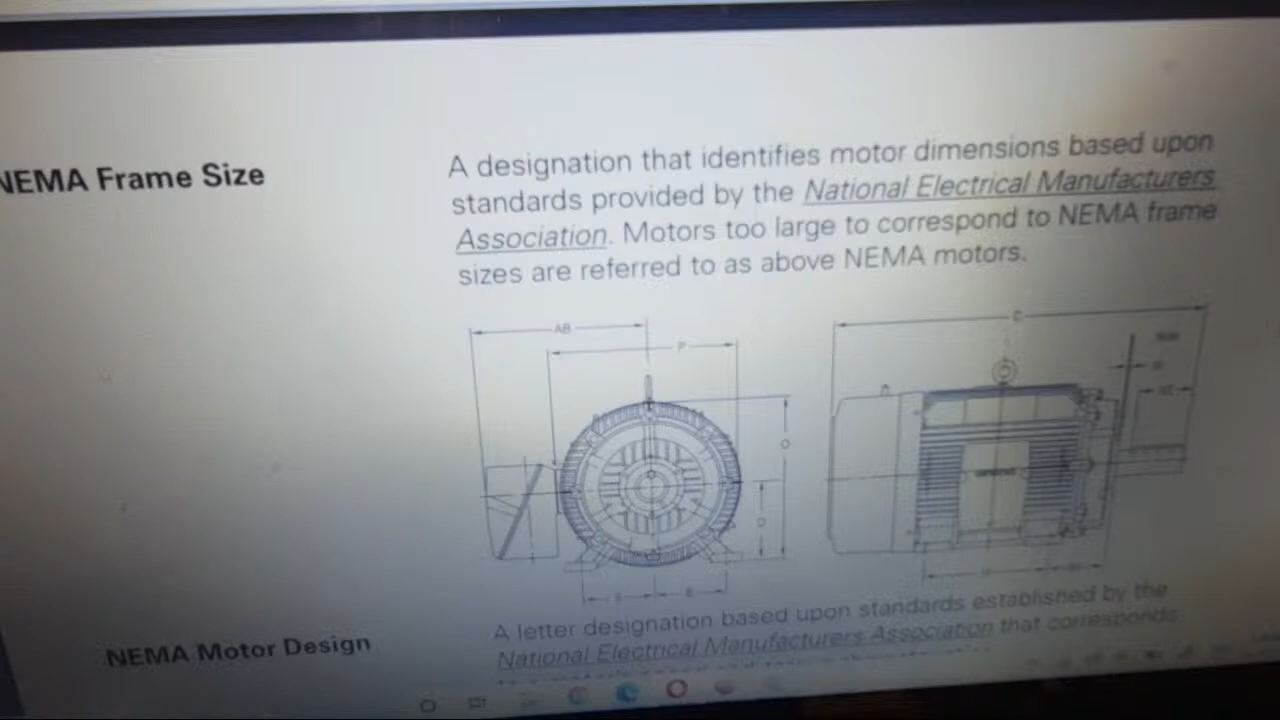 NEMA Frame Size
A designation that identifies motor dimensions based upon
standards provided by the National Electrical Manufacturers
Association. Motors too large to correspond to NEMA frame
sizes are referred to as above NEMA motors.
AB
P
C
O
D
E E
NEMA Motor Design
A letter designation based upon standards established by the
National Electrical Manufacturers Association that corresponds